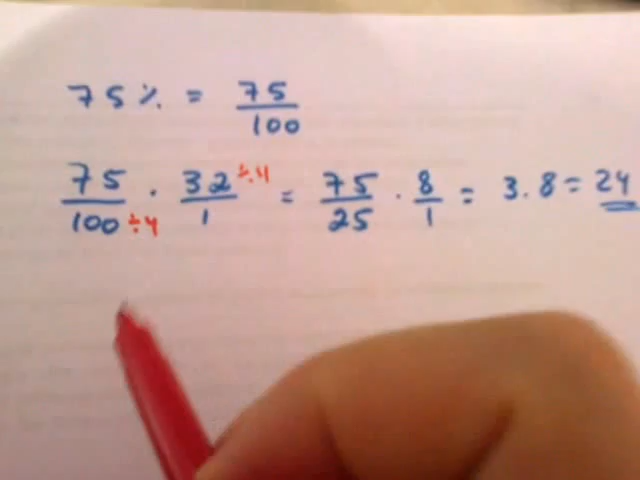 75% = 75/100
75/100 ÷4 · 32/1 ÷4 = 75/25 · 8/1 = 3.8 = 24